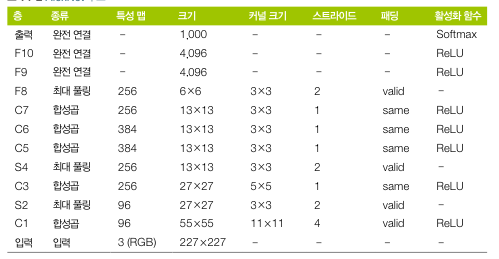 층 종류 특성 맵 크기 커널 크기 스트라이드 패딩 활성화 함수
출력 완전 연결 – 1,000 – – – Softmax
F10 완전 연결 – 4,096 – – – ReLU
F9 완전 연결 – 4,096 – – – ReLU
F8 최대 풀링 256 6×6 3×3 2 valid –
C7 합성곱 256 13×13 3×3 1 same ReLU
C6 합성곱 384 13×13 3×3 1 same ReLU
C5 합성곱 384 13×13 3×3 1 same ReLU
S4 최대 풀링 256 13×13 3×3 2 valid –
C3 합성곱 256 27×27 5×5 1 same ReLU
S2 최대 풀링 96 27×27 3×3 2 valid –
C1 합성곱 96 55×55 11×11 4 valid ReLU
입력 입력 3 (RGB) 227×227 – – – –